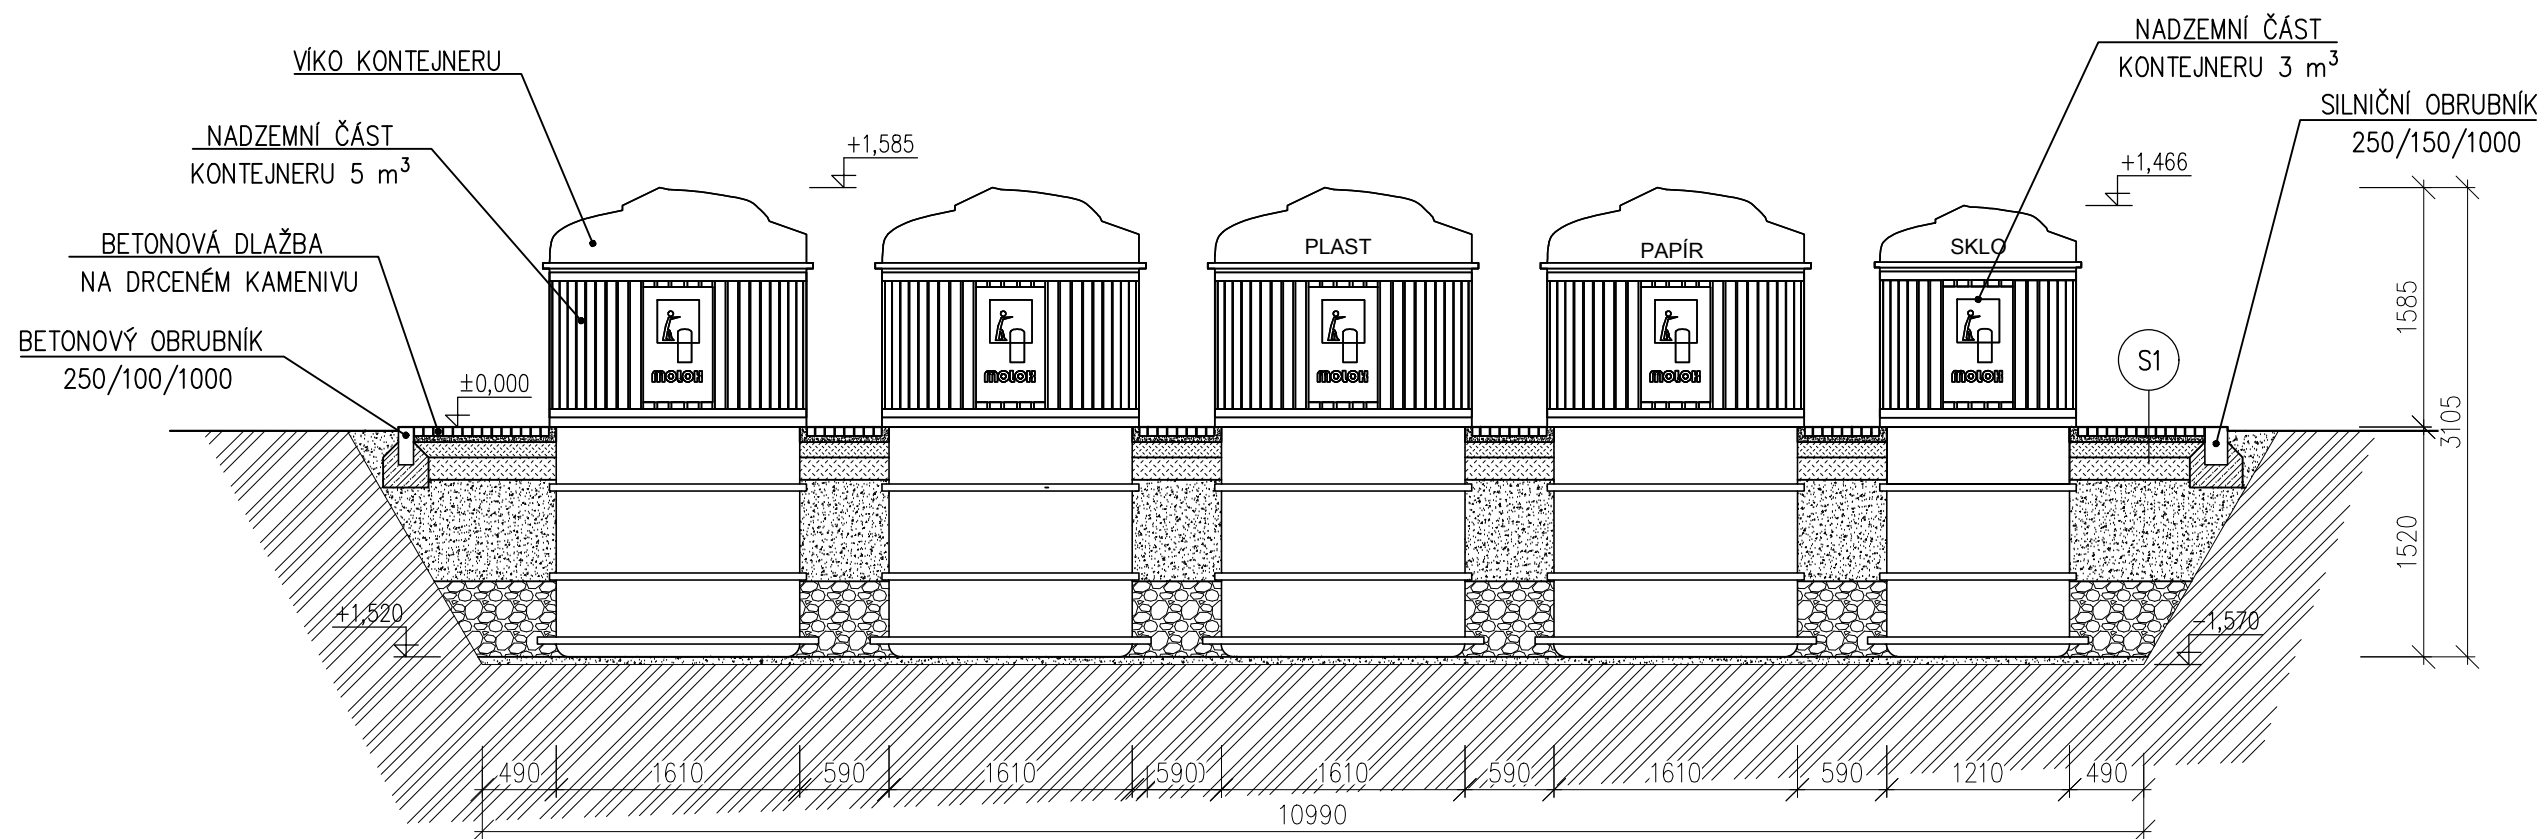 NADZEMNÍ ČÁST
KONTEJNERU 3 m³
VÍKO KONTEJNERU
SILNIČNÍ OBRUBNÍK
250/150/1000
NADZEMNÍ ČÁST
KONTEJNERU 5 m³
+1,585
+1,466
BETONOVÁ DLAŽBA
NA DRCENÉM KAMENIVU
PLAST
PAPÍR
SKLO
1585
BETONOVÝ OBRUBNÍK
250/100/1000
±0,000
MOLOK
MOLOK
MOLOK
MOLOK
MOLOK
S1
3105
1520
+1,520
-1,570
490 1610 590 1610 590 1610 590 1610 590 1210 490
10990